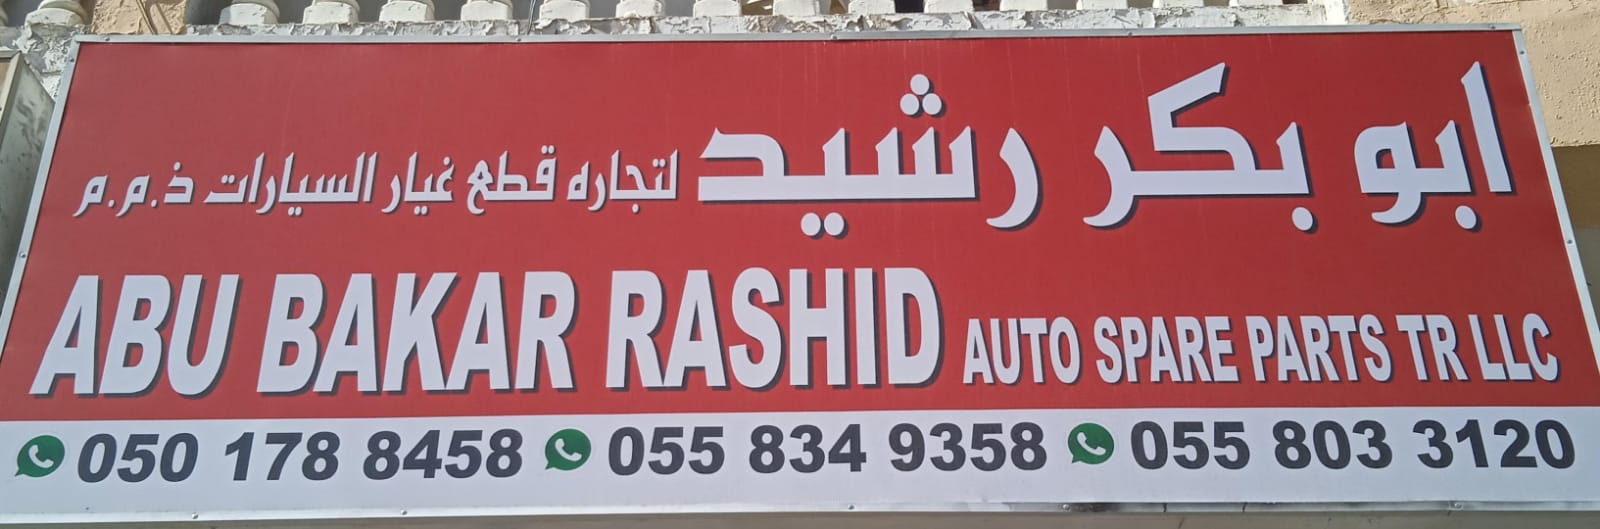 ابو بكر رشيد لتجاره قطع غيار السيارات ذ.م.م
ABU BAKAR RASHID AUTO SPARE PARTS TR LLC
050 178 8458 055 834 9358 055 803 3120